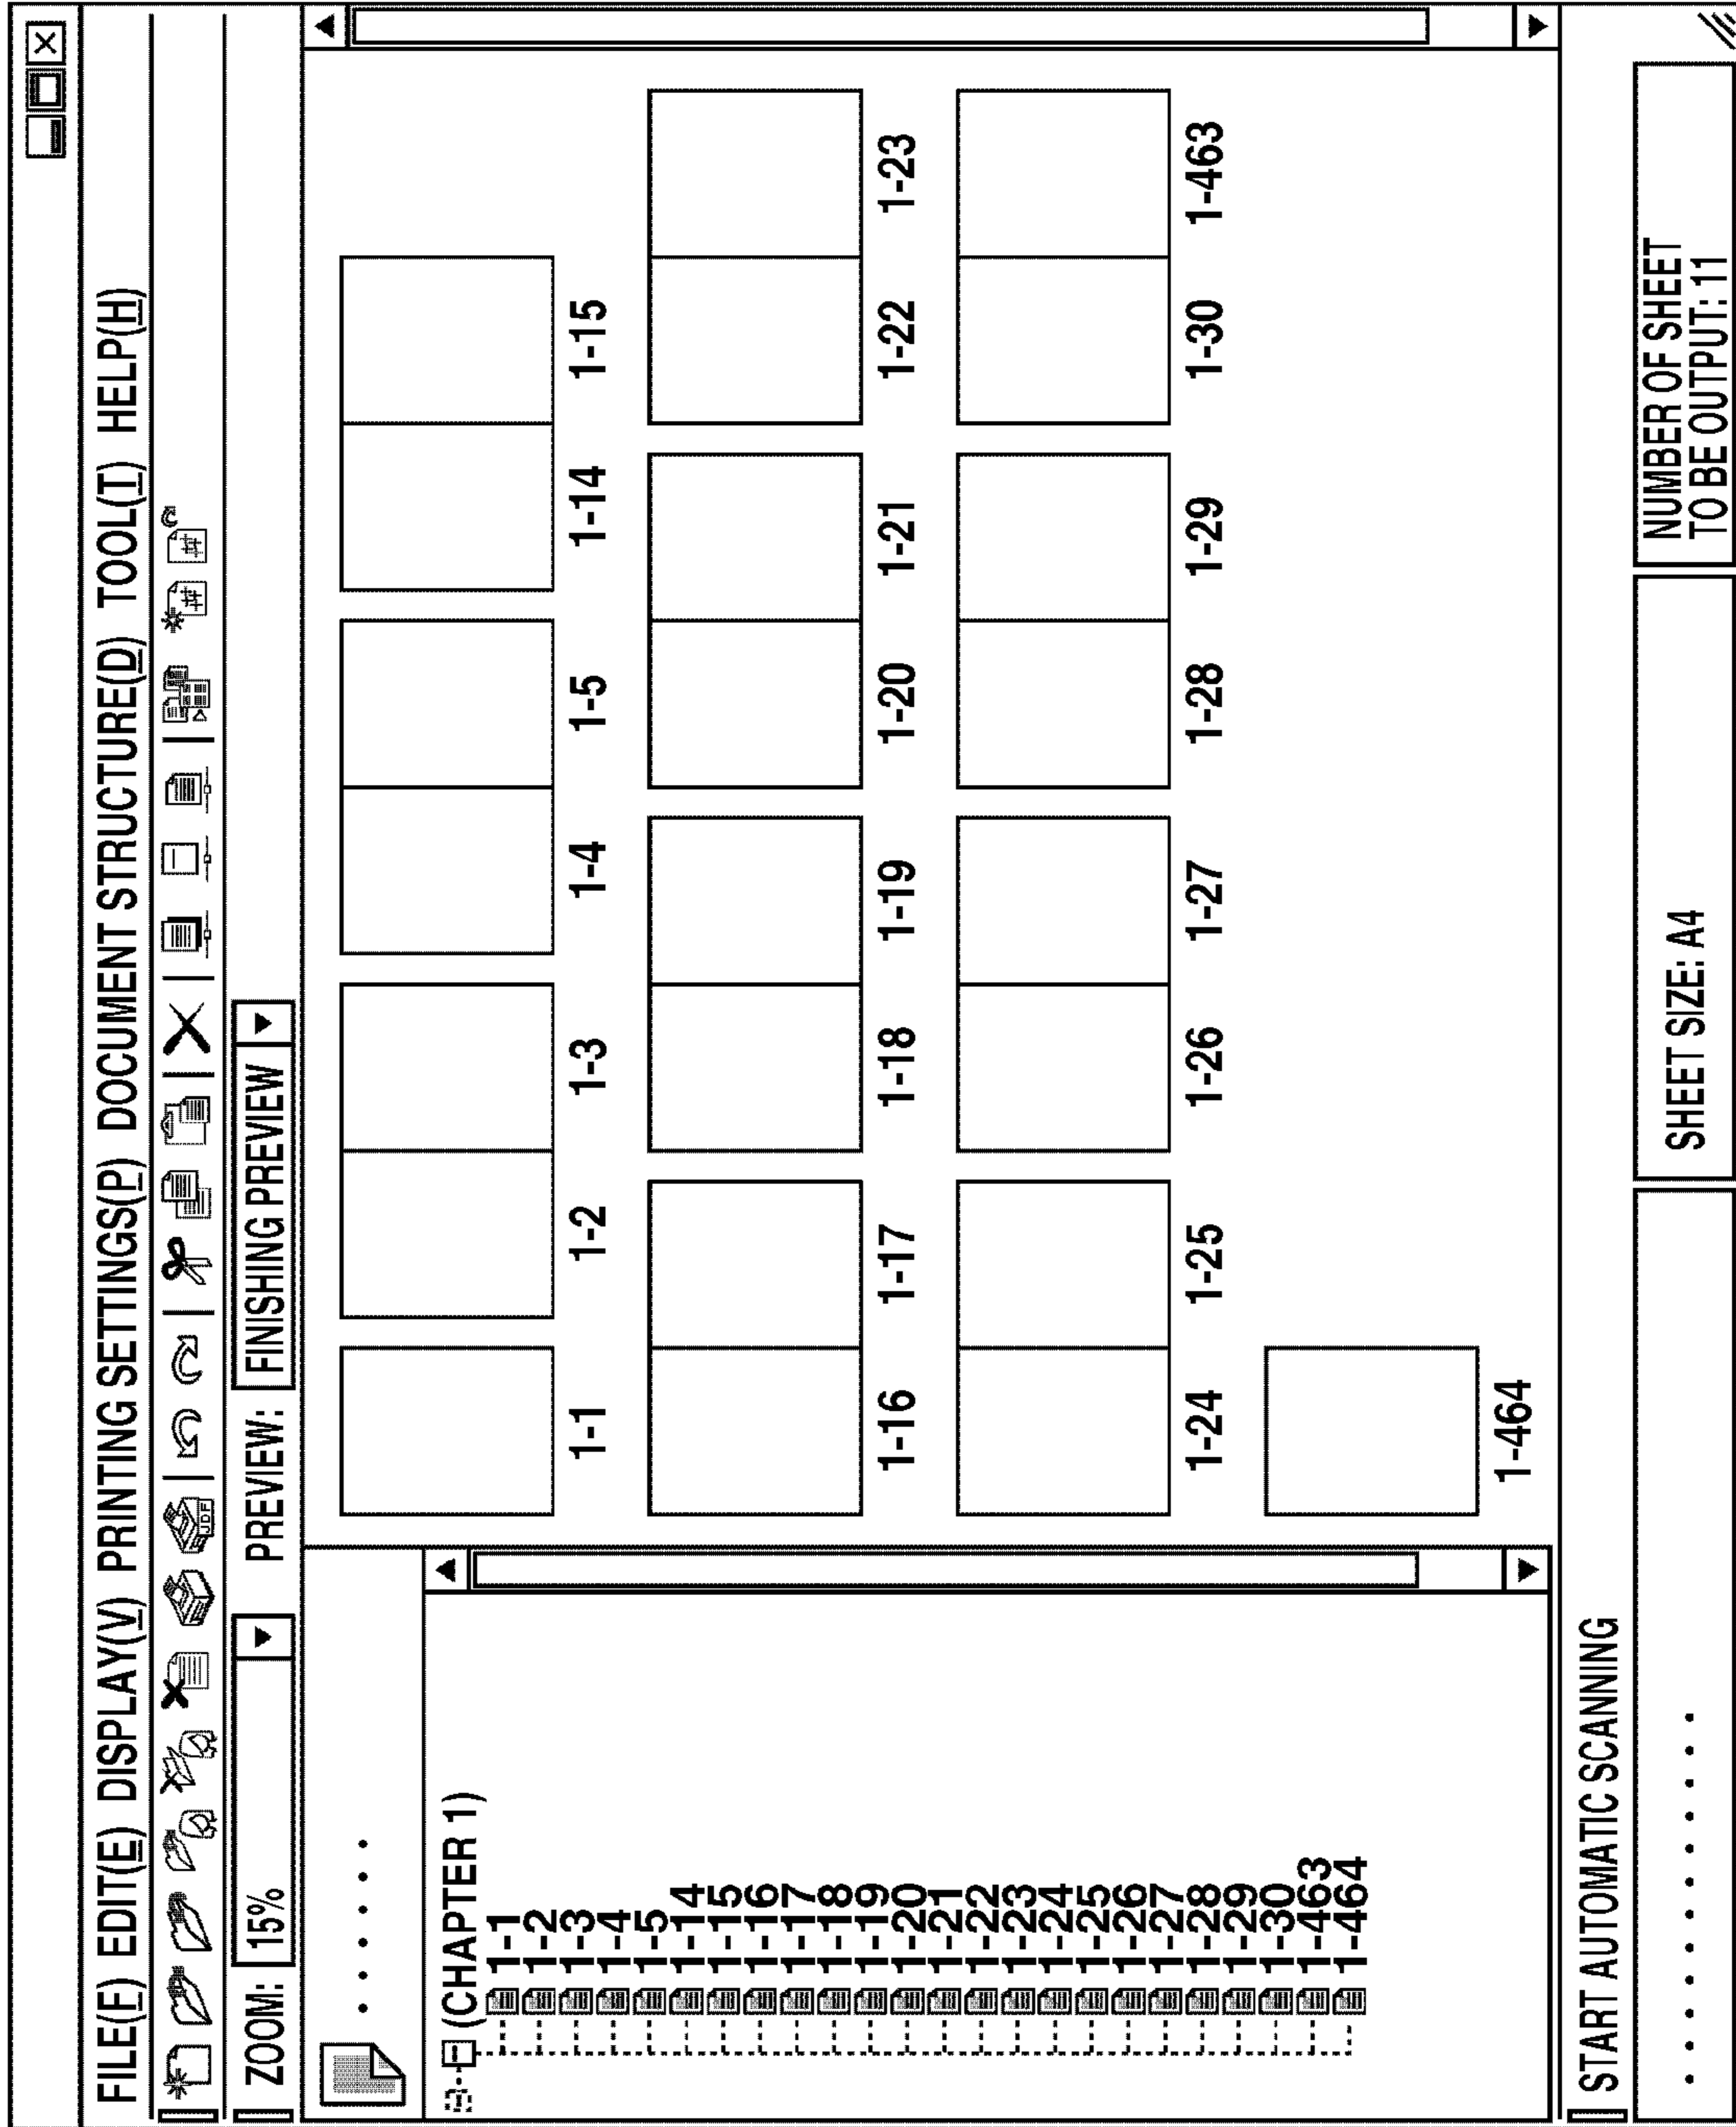 FILE(F) EDIT(E) DISPLAY(V) PRINTING SETTINGS(P) DOCUMENT STRUCTURE(D) TOOL(T) HELP(H)
JDF
ZOOM: 15% PREVIEW: FINISHING PREVIEW
(CHAPTER 1)
1-1
1-2
1-3
1-4
1-5
1-14
1-15
1-16
1-17
1-18
1-19
1-20
1-21
1-22
1-23
1-24
1-25
1-26
1-27
1-28
1-29
1-30
1-463
1-464
1-1 1-2 1-3 1-4 1-5 1-14 1-15
1-16 1-17 1-18 1-19 1-20 1-21 1-22 1-23
1-24 1-25 1-26 1-27 1-28 1-29 1-30 1-463
1-464
START AUTOMATIC SCANNING
SHEET SIZE: A4
NUMBER OF SHEET
TO BE OUTPUT: 11